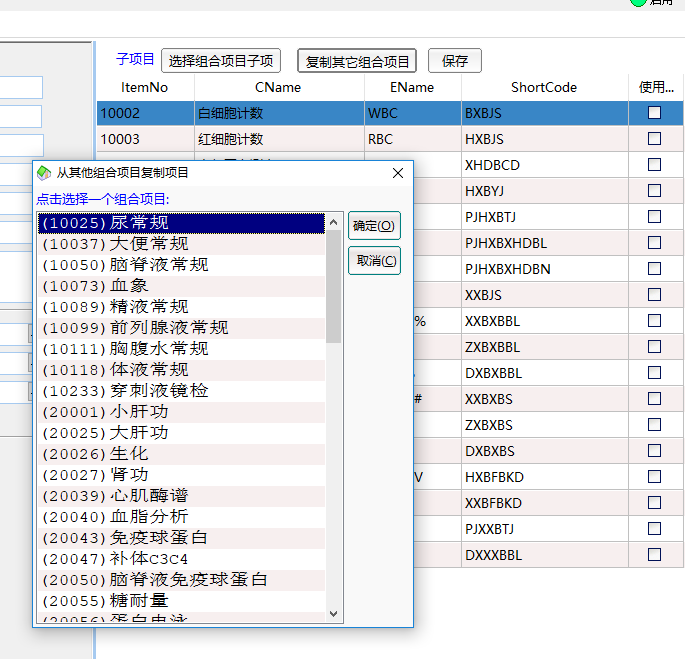 启用
子项目 选择组合项目子项 复制其它组合项目 保存
ItemNo CName EName ShortCode 使用...
10002 白细胞计数 WBC BXBJS
10003 红细胞计数 RBC HXBJS
XHDBCD
HXBYJ
PJHXBTJ
PJHXBXHDBL
PJHXBXHDBN
XXBJS
% XXBXBBL
ZXBXBBL
DXBXBBL
# XXBXBS
ZXBXBS
DXBXBS
V HXBFBKD
XXBFBKD
PJXXBTJ
DXXXBBL
从其他组合项目复制项目
点击选择一个组合项目:
(10025)尿常规
(10037)大便常规
(10050)脑脊液常规
(10073)血象
(10089)精液常规
(10099)前列腺液常规
(10111)胸腹水常规
(10118)体液常规
(10233)穿刺液镜检
(20001)小肝功
(20025)大肝功
(20026)生化
(20027)肾功
(20039)心肌酶谱
(20040)血脂分析
(20043)免疫球蛋白
(20047)补体C3C4
(20050)脑脊液免疫球蛋白
(20055)糖耐量
(20056)蛋白电泳
确定(O)
取消(C)